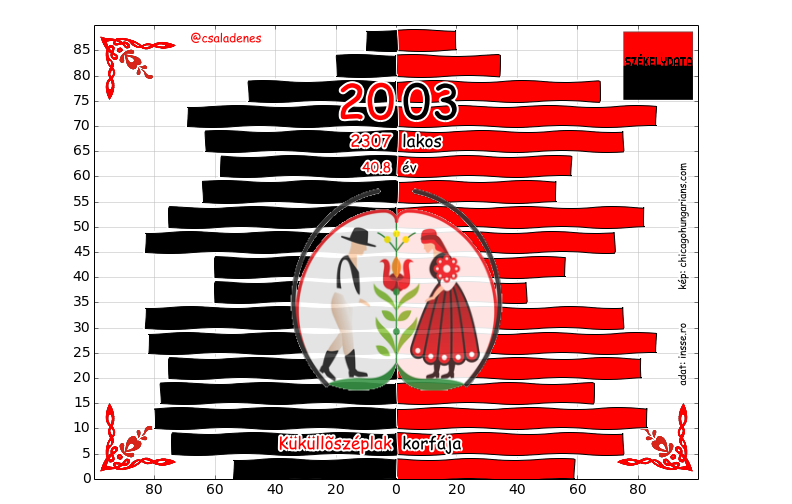 @csaladenes
SZÉKELYDATA
2003
2307 lakos
40.8 év
kép: chicagohungarians.com
adat: insse.ro
Küküllőszéplak korfája
85
80
75
70
65
60
55
50
45
40
35
30
25
20
15
10
5
0
80 60 40 20 0 20 40 60 80